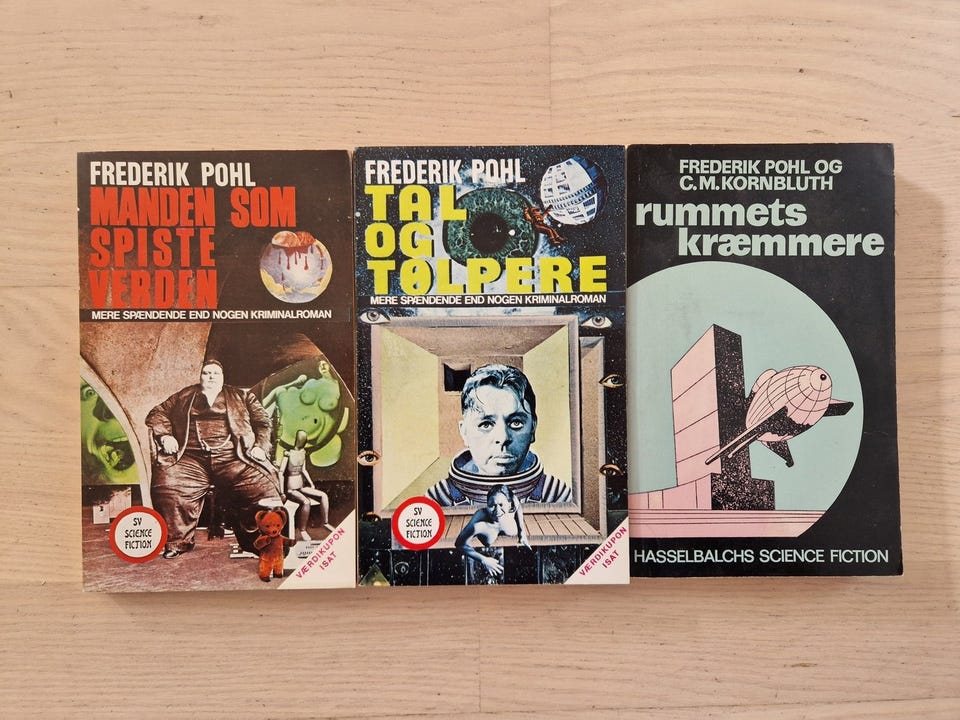 FREDERIK POHL
MANDEN SOM
SPISTE
VERDEN
MERE SPÆNDENDE END NOGEN KRIMINALROMAN
SV
SCIENCE
FICTION
VÆRDIKUPON
ISAT
FREDERIK POHL
TAL
OG
TØLPERE
MERE SPÆNDENDE END NOGEN KRIMINALROMAN
SV
SCIENCE
FICTION
VÆRDIKUPON
ISAT
FREDERIK POHL OG
C.M.KORNBLUTH
rummets
kræmmere
HASSELBALCHS SCIENCE FICTION